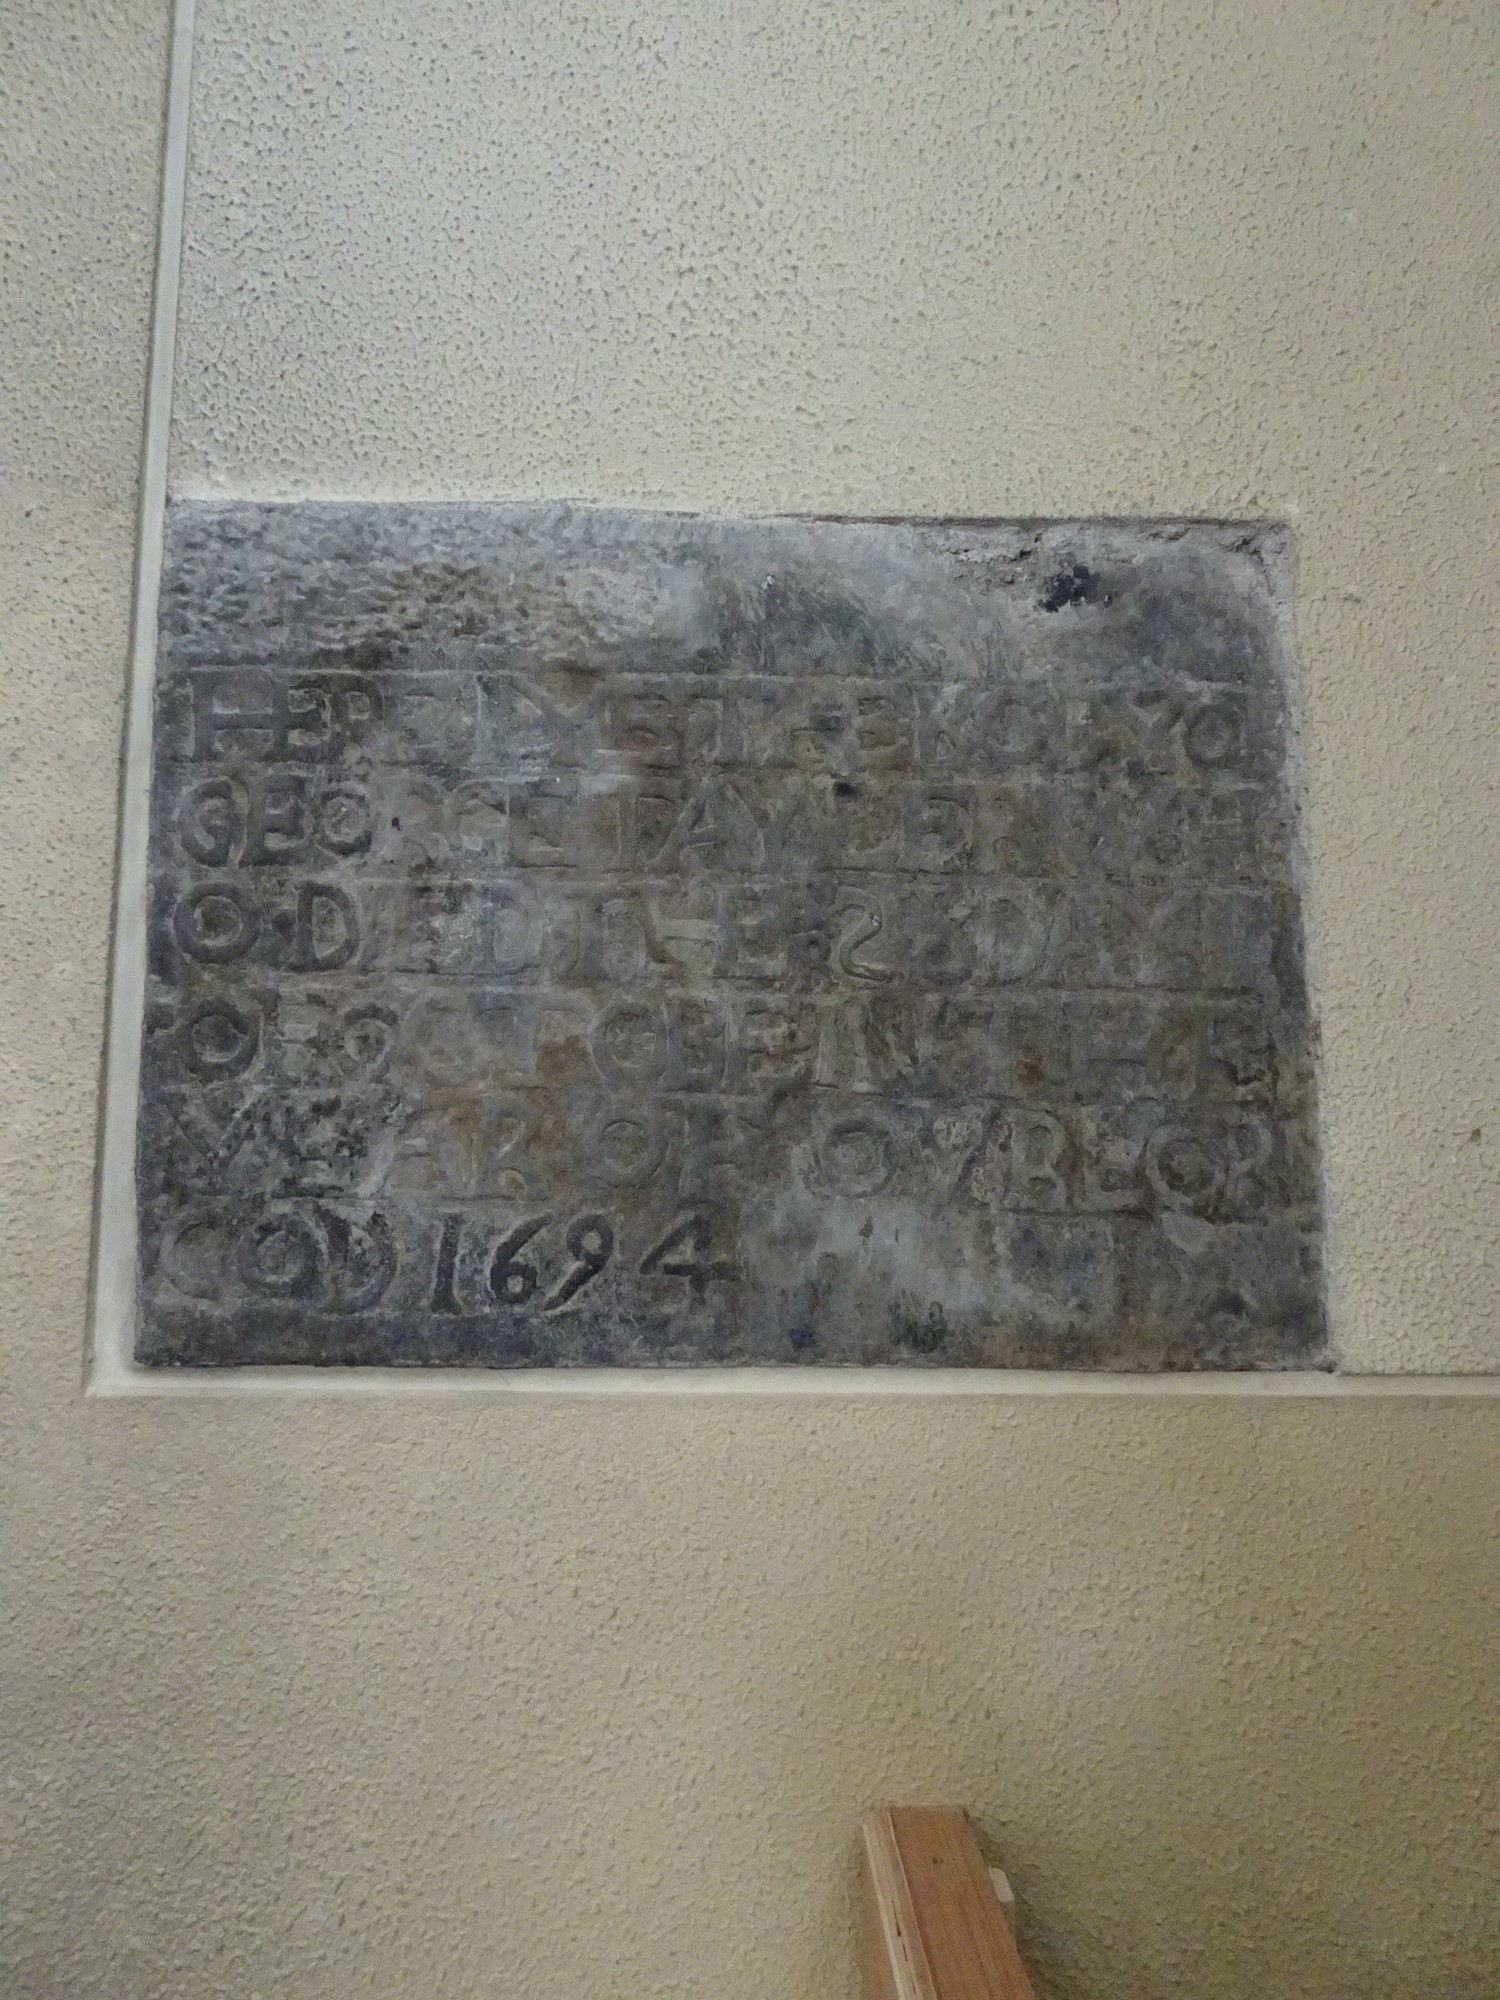 HERE LYETH THE BODY O
GEORGE TAYLER WH
O DIED THE 28 DAY
OF OCTOBER IN THE
YEAR OF OVR LOR
GOD 1694